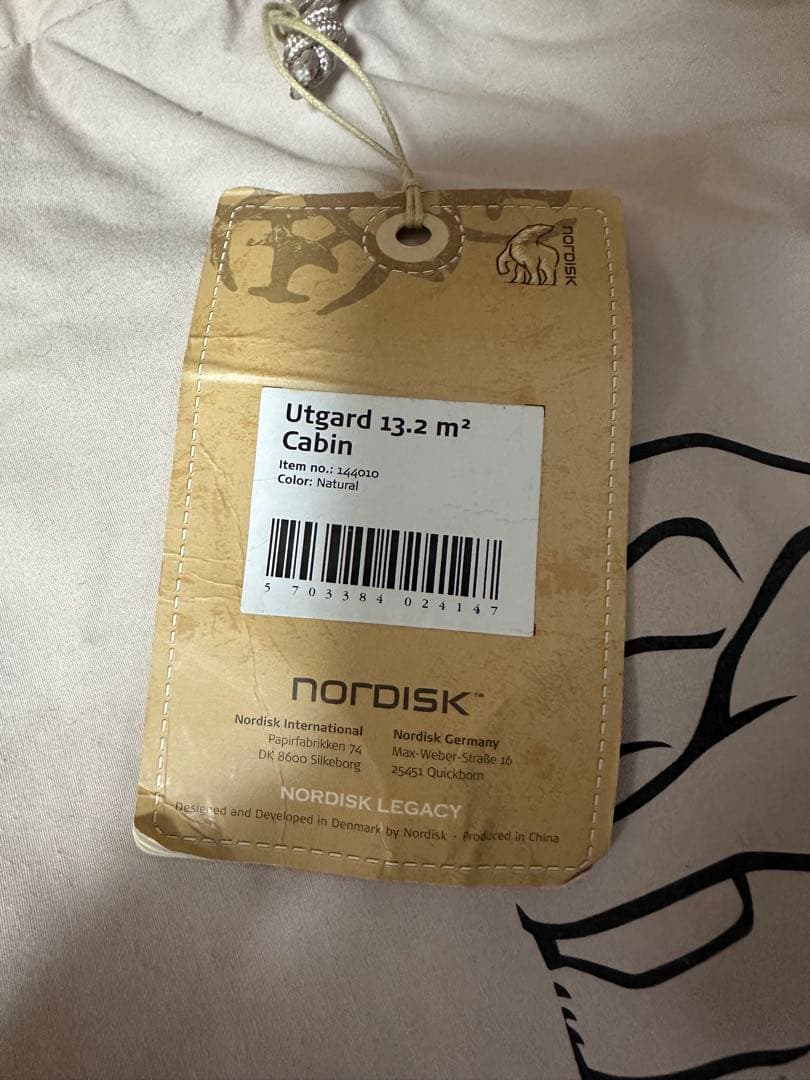 nordisk
Utgard 13.2 m²
Cabin
Item no.: 144010
Color: Natural
5 703384 024147
nordisk™
Nordisk International
Papirfabrikken 74
DK 8600 Silkeborg
Nordisk Germany
Max-Weber-Straße 16
25451 Quickborn
NORDISK LEGACY
Designed and Developed in Denmark by Nordisk · Produced in China